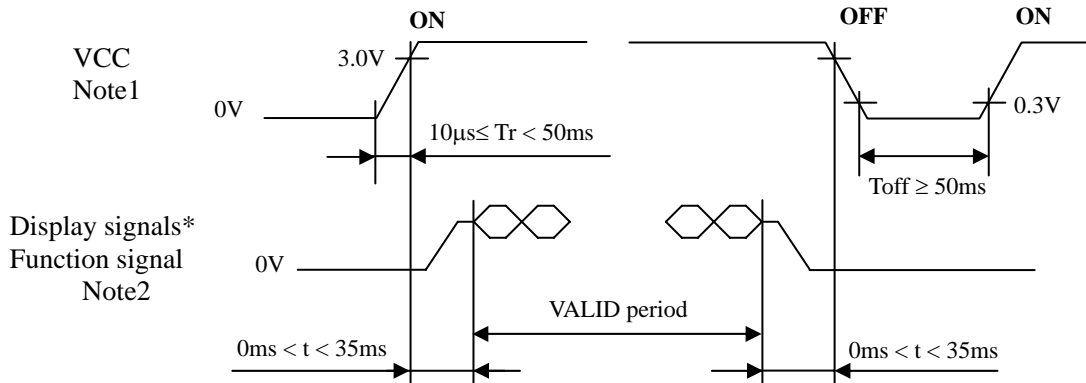 ON
OFF
ON
VCC
Note1
3.0V
0V
0.3V
10μs≤ Tr < 50ms
Toff ≥ 50ms
Display signals*
Function signal
Note2
0V
VALID period
0ms < t < 35ms
0ms < t < 35ms